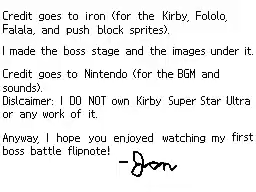 Credit goes to iron (for the Kirby, Fololo,
Falala, and push block sprites).
I made the boss stage and the images under it.
Credit goes to Nintendo (for the BGM and
sounds).
Dislcaimer: I DO NOT own Kirby Super Star Ultra
or any work of it.
Anyway, I hope you enjoyed watching my first
boss battle flipnote!
-Jon